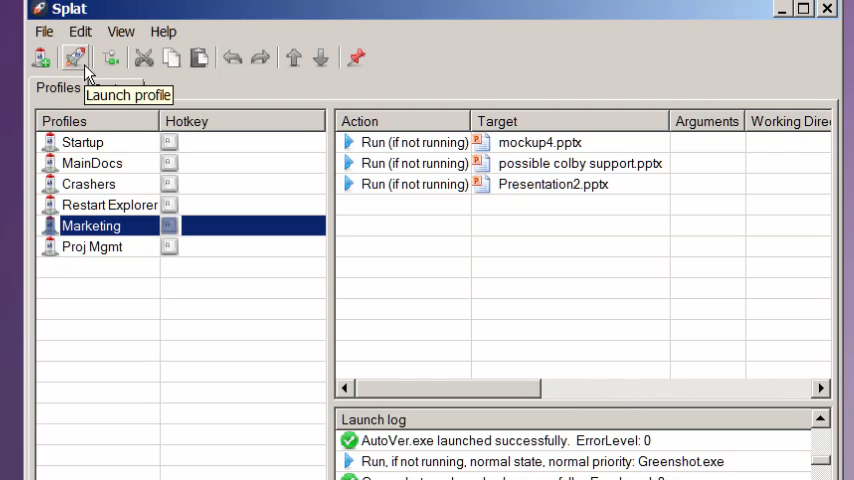 Splat
File Edit View Help
Profiles
Launch profile
Profiles Hotkey
Startup
MainDocs
Crashers
Restart Explorer
Marketing
Proj Mgmt
Action Target Arguments Working Dire
Run (if not running) mockup4.pptx
Run (if not running) possible colby support.pptx
Run (if not running) Presentation2.pptx
Launch log
AutoVer.exe launched successfully. ErrorLevel: 0
Run, if not running, normal state, normal priority: Greenshot.exe